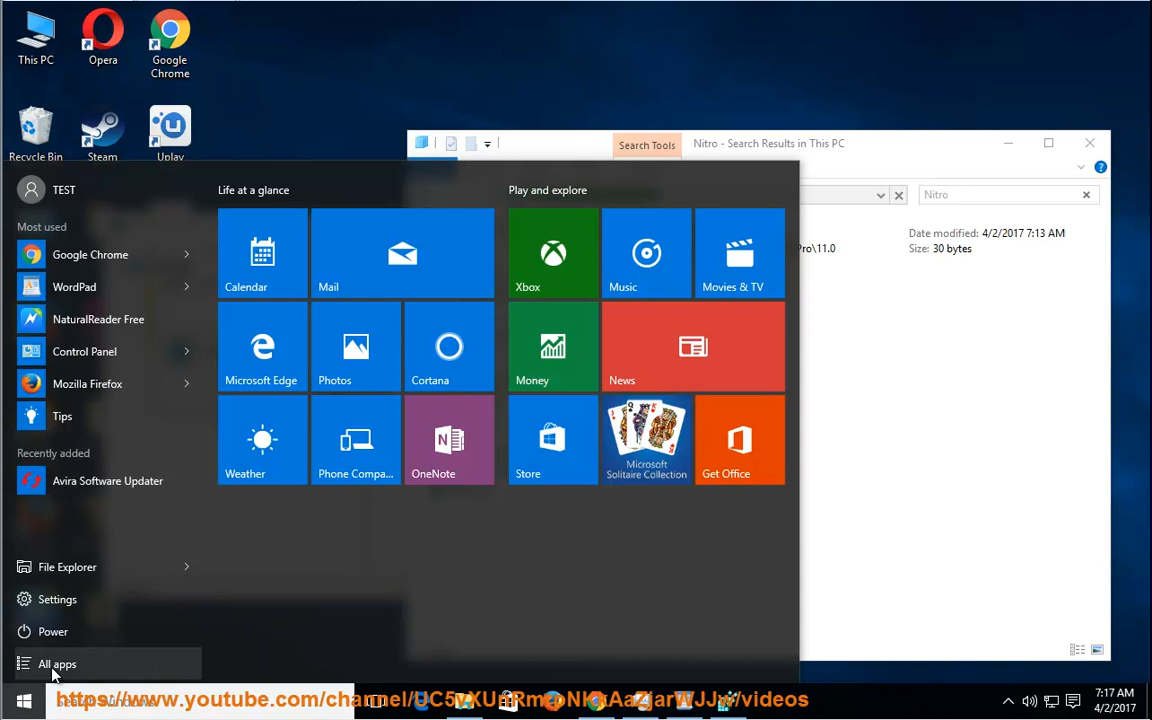 This PC
Opera
Google
Chrome
Recycle Bin
Steam
Uplay
Search Tools
Nitro - Search Results in This PC
Nitro
Date modified: 4/2/2017 7:13 AM
Pro\11.0
Size: 30 bytes
TEST
Most used
Google Chrome
WordPad
NaturalReader Free
Control Panel
Mozilla Firefox
Tips
Recently added
Avira Software Updater
File Explorer
Settings
Power
All apps
Life at a glance
Calendar
Mail
Microsoft Edge
Photos
Cortana
Weather
Phone Compa...
OneNote
Play and explore
Xbox
Music
Movies & TV
Money
News
Store
Microsoft
Solitaire Collection
Get Office
7:17 AM
4/2/2017